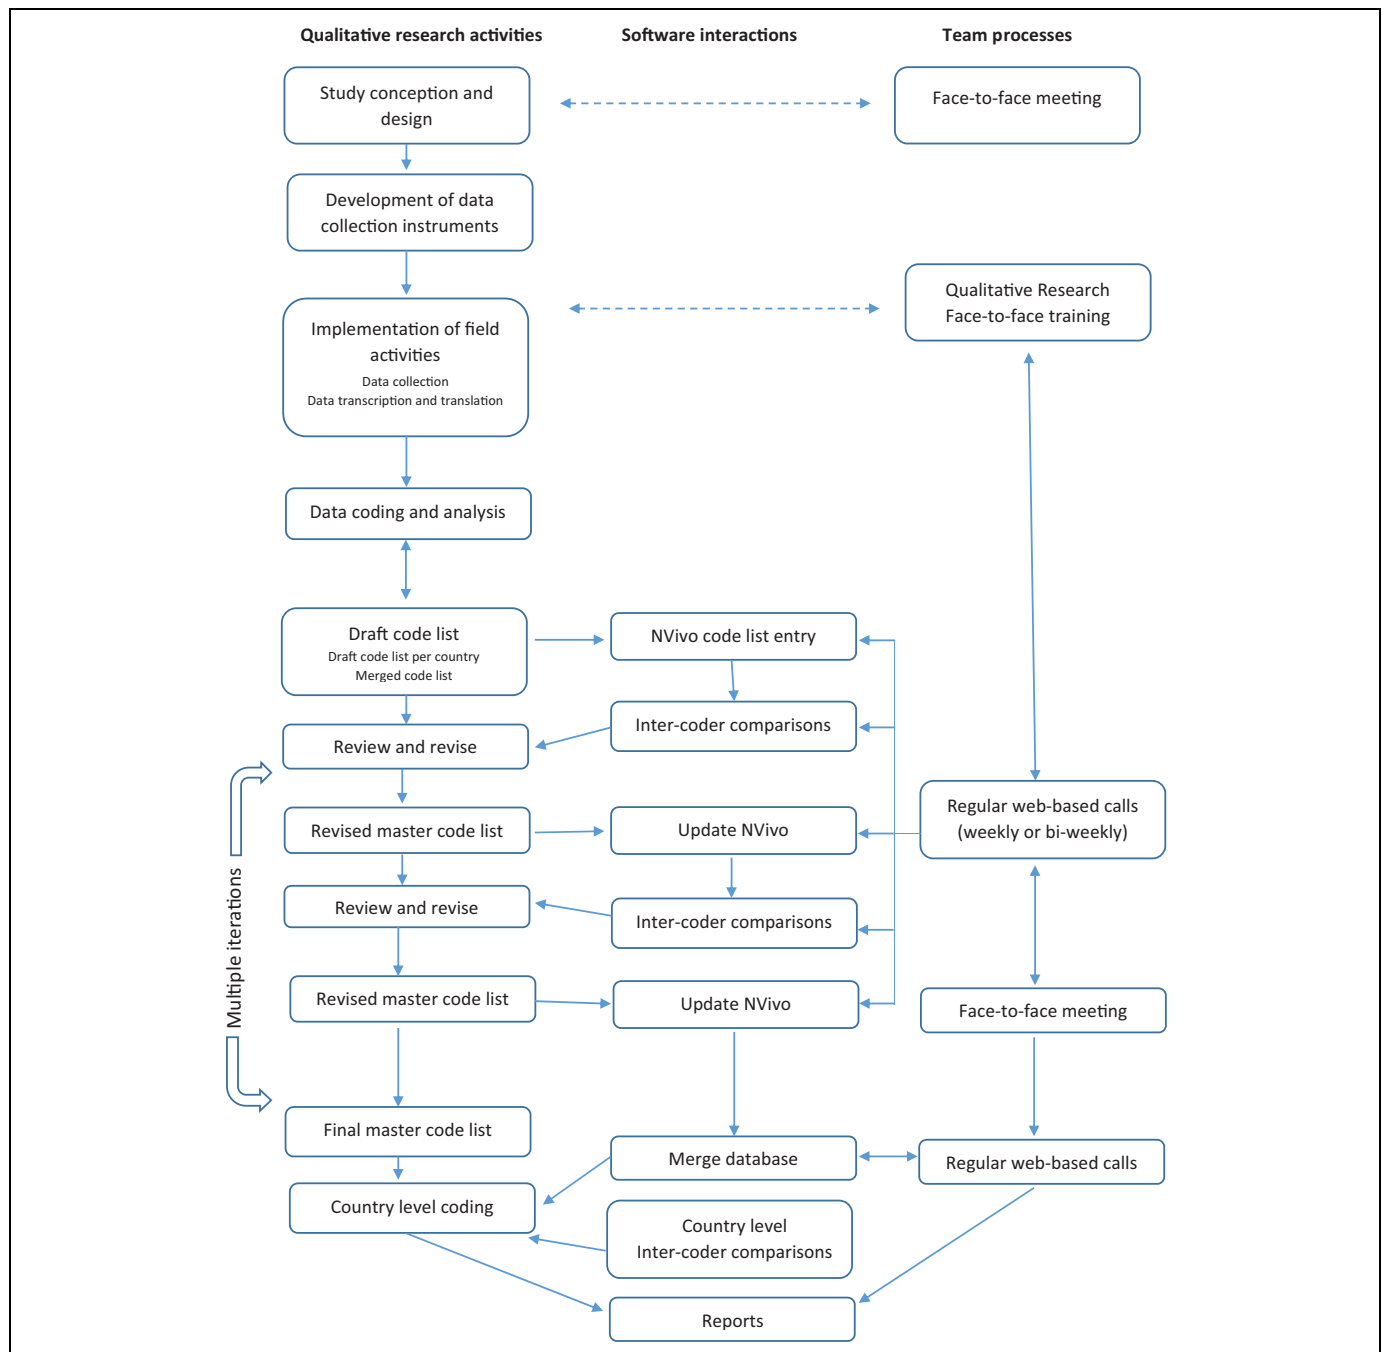 Qualitative research activities
Software interactions
Team processes
Study conception and
design
Face-to-face meeting
Development of data
collection instruments
Qualitative Research
Face-to-face training
Implementation of field
activities
Data collection
Data transcription and translation
Data coding and analysis
Draft code list
Draft code list per country
Merged code list
NVivo code list entry
Inter-coder comparisons
Review and revise
Regular web-based calls
(weekly or bi-weekly)
Revised master code list
Update NVivo
Review and revise
Inter-coder comparisons
Multiple iterations
Revised master code list
Update NVivo
Face-to-face meeting
Final master code list
Merge database
Regular web-based calls
Country level coding
Country level
Inter-coder comparisons
Reports